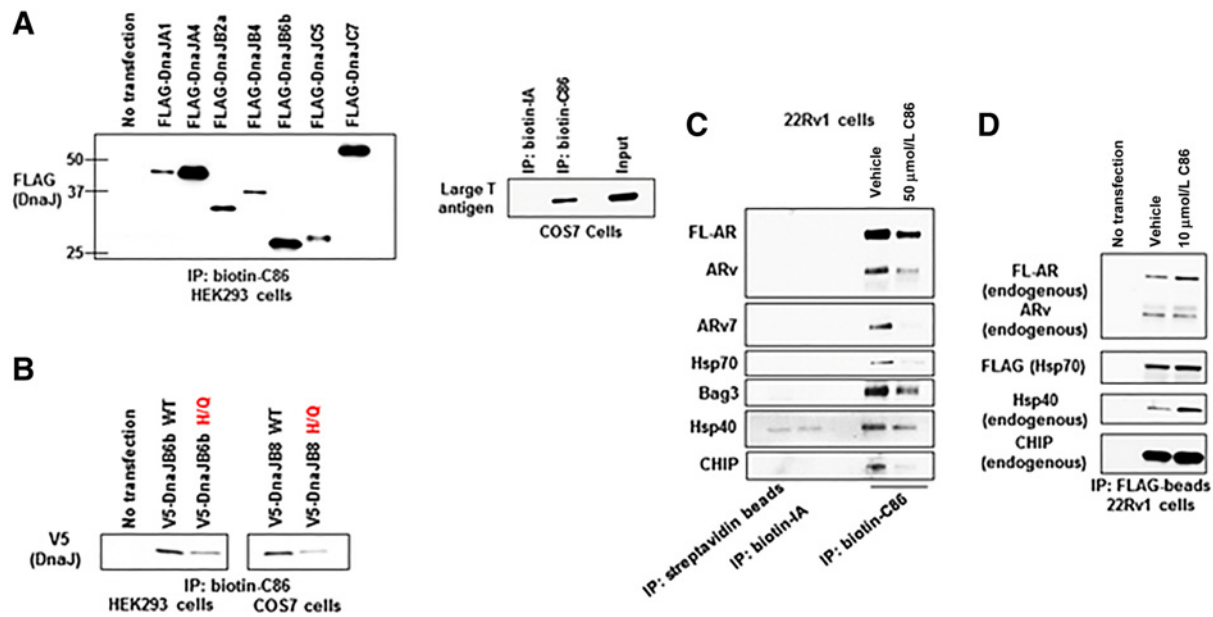 A
No transfection
FLAG-DnaJA1
FLAG-DnaJA4
FLAG-DnaJB2a
FLAG-DnaJB4
FLAG-DnaJB6b
FLAG-DnaJC5
FLAG-DnaJC7
50
37
25
FLAG
(DnaJ)
IP: biotin-C86
HEK293 cells
IP: biotin-IA
IP: biotin-C86
Input
Large T
antigen
COS7 Cells
B
No transfection
V5-DnaJB6b WT
V5-DnaJB6b H/Q
V5-DnaJB8 WT
V5-DnaJB8 H/Q
V5
(DnaJ)
IP: biotin-C86
HEK293 cells
COS7 cells
C
22Rv1 cells
Vehicle
50 μmol/L C86
FL-AR
ARv
ARv7
Hsp70
Bag3
Hsp40
CHIP
IP: streptavidin beads
IP: biotin-IA
IP: biotin-C86
D
No transfection
Vehicle
10 μmol/L C86
FL-AR
(endogenous)
ARv
(endogenous)
FLAG (Hsp70)
Hsp40
(endogenous)
CHIP
(endogenous)
IP: FLAG-beads
22Rv1 cells